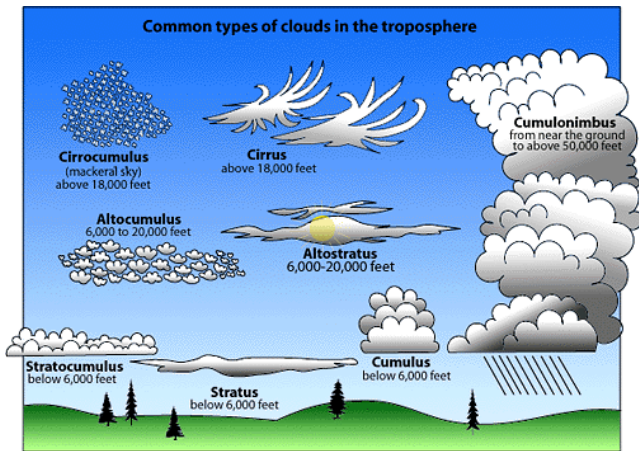 Common types of clouds in the troposphere
Cirrocumulus
(mackeral sky)
above 18,000 feet
Cirrus
above 18,000 feet
Cumulonimbus
from near the ground
to above 50,000 feet
Altocumulus
6,000 to 20,000 feet
Altostratus
6,000-20,000 feet
Stratocumulus
below 6,000 feet
Stratus
below 6,000 feet
Cumulus
below 6,000 feet